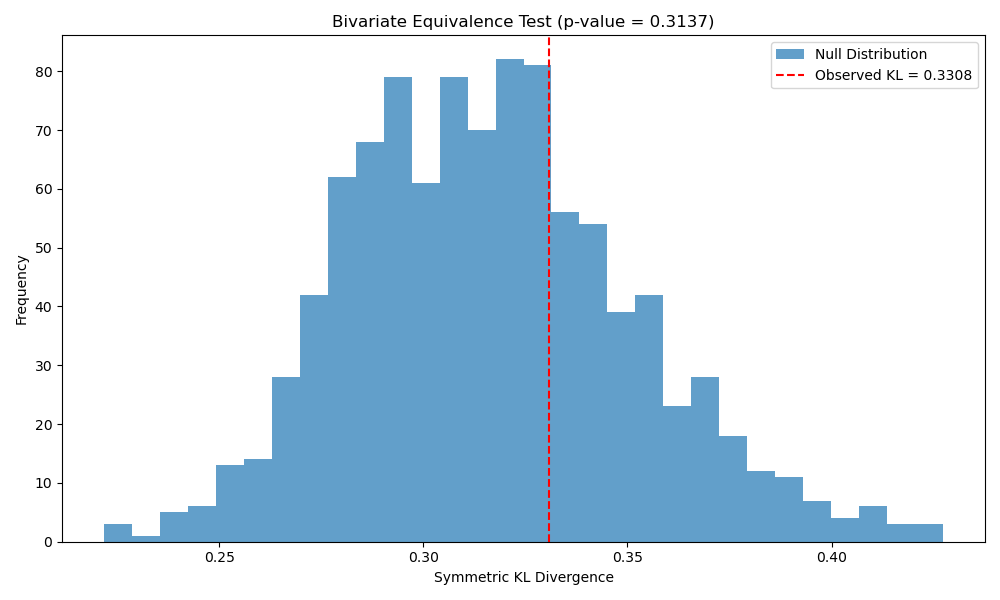 Bivariate Equivalence Test (p-value = 0.3137)
Null Distribution
Observed KL = 0.3308
80
70
60
50
40
30
20
10
0
Frequency
0.25
0.30
0.35
0.40
Symmetric KL Divergence